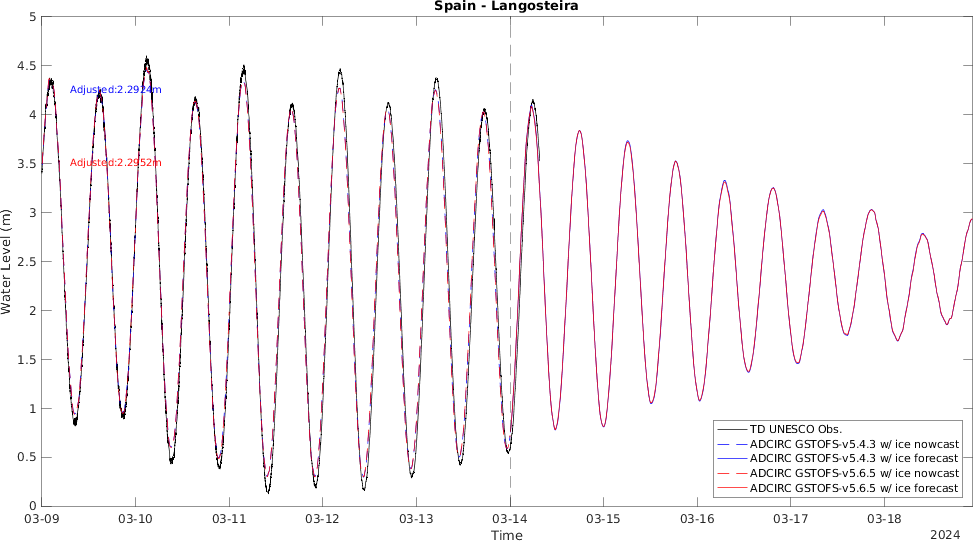 Spain - Langosteira
5
4.5
4
3.5
3
2.5
2
1.5
1
0.5
0
Water Level (m)
Adjusted:2.2924m
Adjusted:2.2952m
TD UNESCO Obs.
ADCIRC GSTOFS-v5.4.3 w/ ice nowcast
ADCIRC GSTOFS-v5.4.3 w/ ice forecast
ADCIRC GSTOFS-v5.6.5 w/ ice nowcast
ADCIRC GSTOFS-v5.6.5 w/ ice forecast
03-09 03-10 03-11 03-12 03-13 03-14 03-15 03-16 03-17 03-18
Time
2024